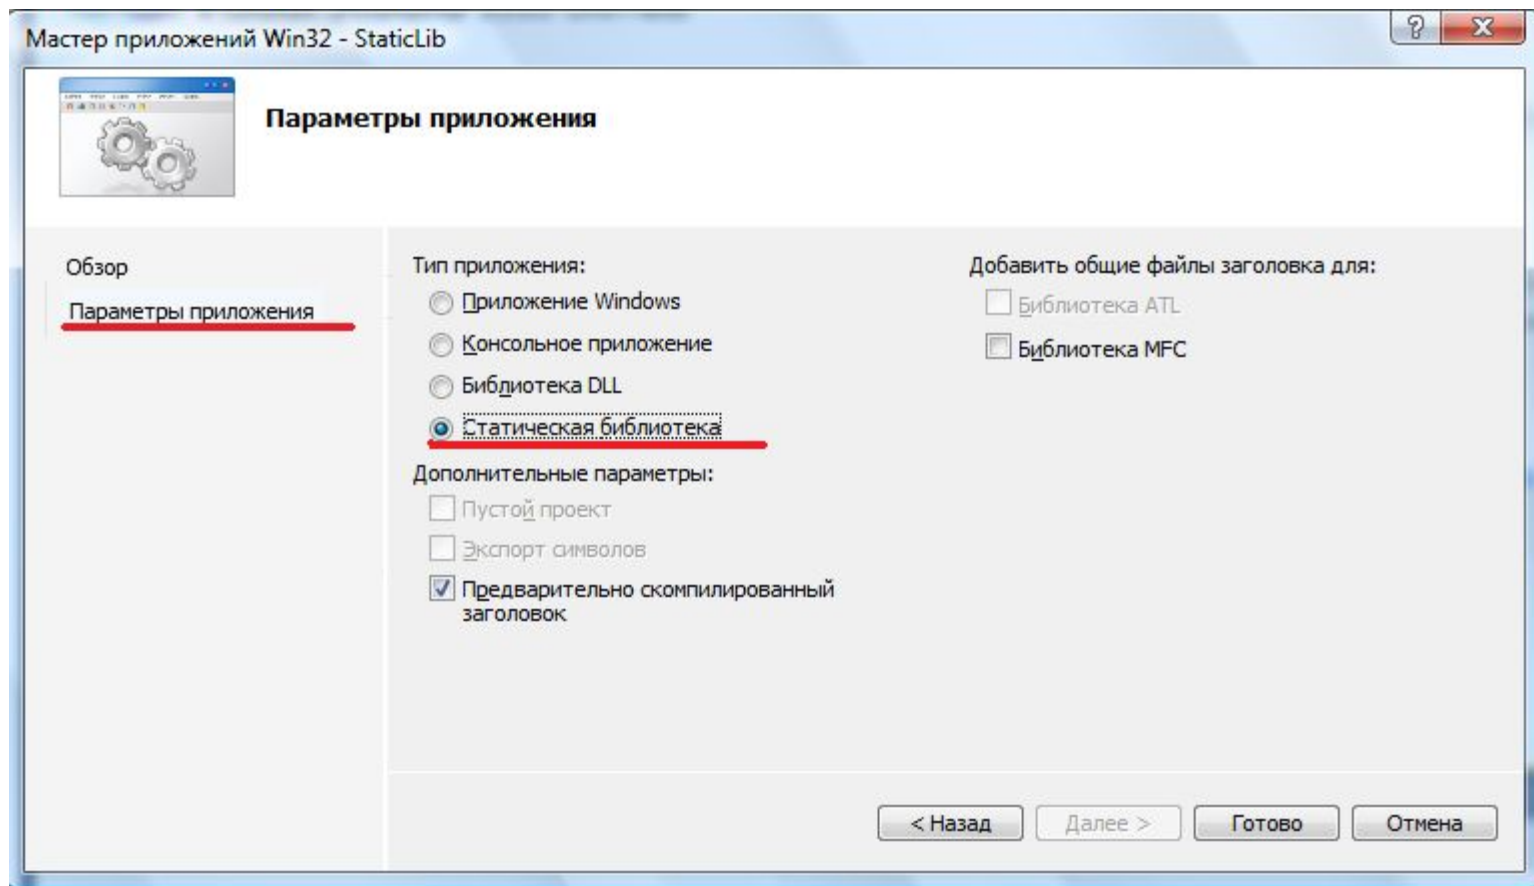 Мастер приложений Win32 - StaticLib
Параметры приложения
Обзор
Параметры приложения
Тип приложения:
Приложение Windows
Консольное приложение
Библиотека DLL
Статическая библиотека
Дополнительные параметры:
Пустой проект
Экспорт символов
Предварительно скомпилированный
заголовок
Добавить общие файлы заголовка для:
Библиотека ATL
Библиотека MFC
< Назад
Далее >
Готово
Отмена